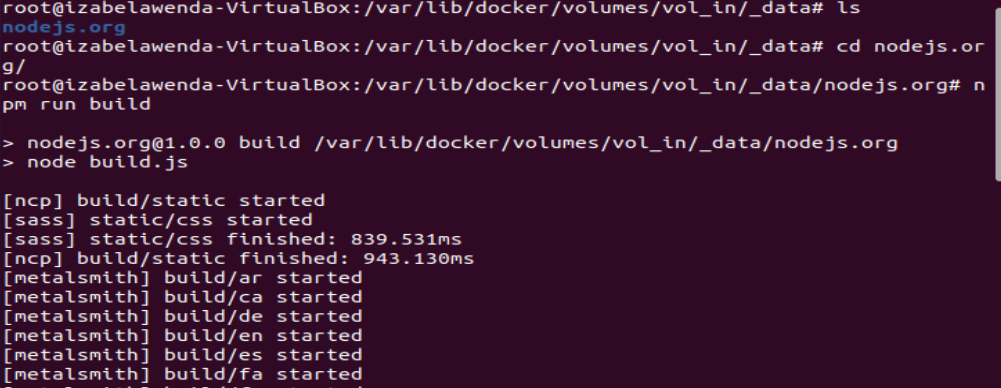 root@izabelawenda-VirtualBox:/var/lib/docker/volumes/vol_in/_data# ls
nodejs.org
root@izabelawenda-VirtualBox:/var/lib/docker/volumes/vol_in/_data# cd nodejs.or
g/
root@izabelawenda-VirtualBox:/var/lib/docker/volumes/vol_in/_data/nodejs.org# n
pm run build
> nodejs.org@1.0.0 build /var/lib/docker/volumes/vol_in/_data/nodejs.org
> node build.js
[ncp] build/static started
[sass] static/css started
[sass] static/css finished: 839.531ms
[ncp] build/static finished: 943.130ms
[metalsmith] build/ar started
[metalsmith] build/ca started
[metalsmith] build/de started
[metalsmith] build/en started
[metalsmith] build/es started
[metalsmith] build/fa started